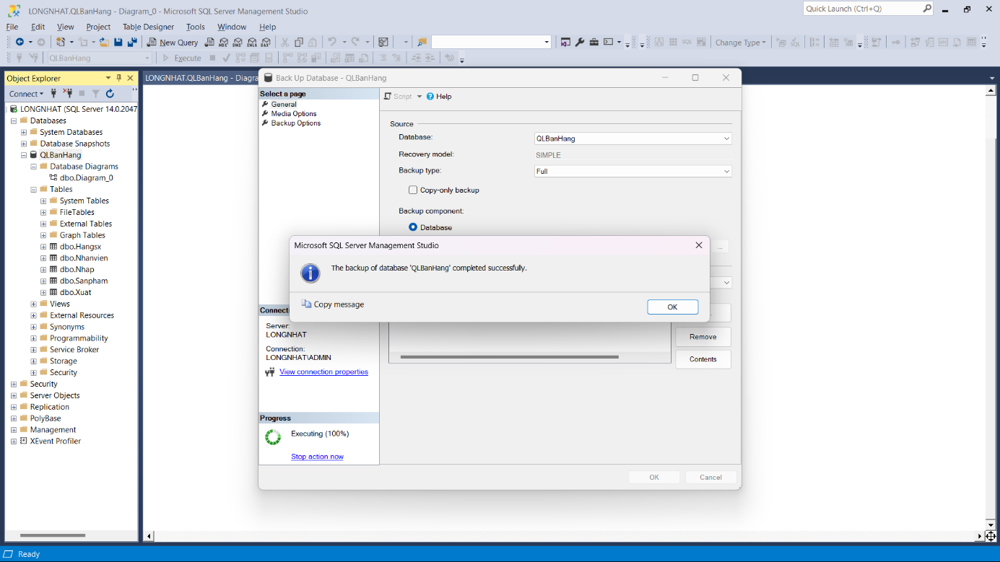 LONGNHAT.QLBanHang - Diagram_0 - Microsoft SQL Server Management Studio
Quick Launch (Ctrl+Q)
File Edit View Project Table Designer Tools Window Help
New Query
Change Type
QLBanHang
Execute
Object Explorer
Connect
LONGNHAT (SQL Server 14.0.2047
Databases
System Databases
Database Snapshots
QLBanHang
Database Diagrams
dbo.Diagram_0
Tables
System Tables
FileTables
External Tables
Graph Tables
dbo.Hangsx
dbo.Nhanvien
dbo.Nhap
dbo.Sanpham
dbo.Xuat
Views
External Resources
Synonyms
Programmability
Service Broker
Storage
Security
Security
Server Objects
Replication
PolyBase
Management
XEvent Profiler
LONGNHAT.QLBanHang - Diagra
Back Up Database - QLBanHang
Select a page
General
Media Options
Backup Options
Script
Help
Source
Database:
QLBanHang
Recovery model:
SIMPLE
Backup type:
Full
Copy-only backup
Backup component:
Database
...
Microsoft SQL Server Management Studio
The backup of database 'QLBanHang' completed successfully.
Copy message
OK
Connecti
Server:
LONGNHAT
Connection:
LONGNHAT\ADMIN
View connection properties
Remove
Contents
Progress
Executing (100%)
Stop action now
OK
Cancel
Ready